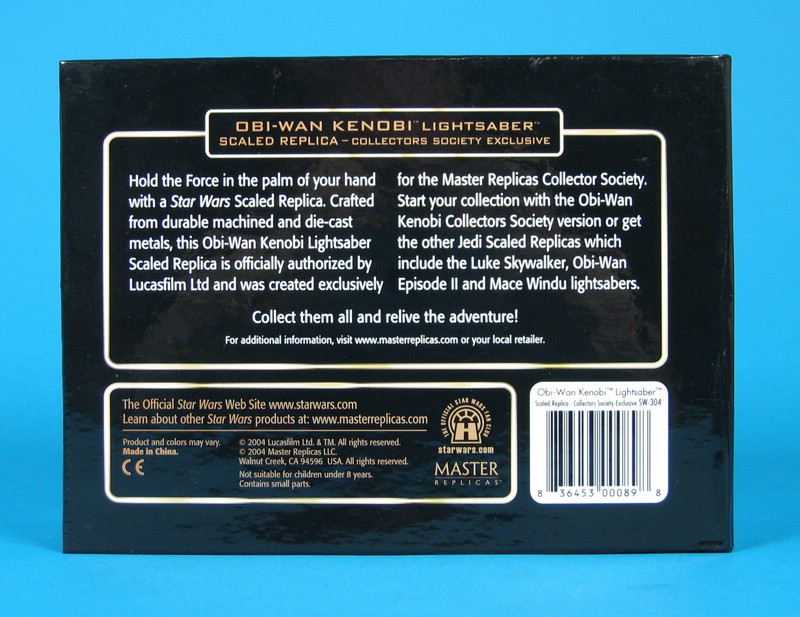 OBI-WAN KENOBI™ LIGHTSABER™
SCALED REPLICA – COLLECTORS SOCIETY EXCLUSIVE
Hold the Force in the palm of your hand
with a Star Wars Scaled Replica. Crafted
from durable machined and die-cast
metals, this Obi-Wan Kenobi Lightsaber
Scaled Replica is officially authorized by
Lucasfilm Ltd and was created exclusively
for the Master Replicas Collector Society.
Start your collection with the Obi-Wan
Kenobi Collectors Society version or get
the other Jedi Scaled Replicas which
include the Luke Skywalker, Obi-Wan
Episode II and Mace Windu lightsabers.
Collect them all and relive the adventure!
For additional information, visit www.masterreplicas.com or your local retailer.
The Official Star Wars Web Site www.starwars.com
Learn about other Star Wars products at: www.masterreplicas.com
Product and colors may vary.
Made in China.
CE
© 2004 Lucasfilm Ltd. & TM. All rights reserved.
© 2004 Master Replicas LLC.
Walnut Creek, CA 94596 USA. All rights reserved.
Not suitable for children under 8 years.
Contains small parts.
THE OFFICIAL STAR WARS FAN CLUB
starwars.com
MASTER
REPLICAS™
Obi-Wan Kenobi™ Lightsaber™
Scaled Replica - Collectors Society Exclusive SW-304
8 36453 00089 8